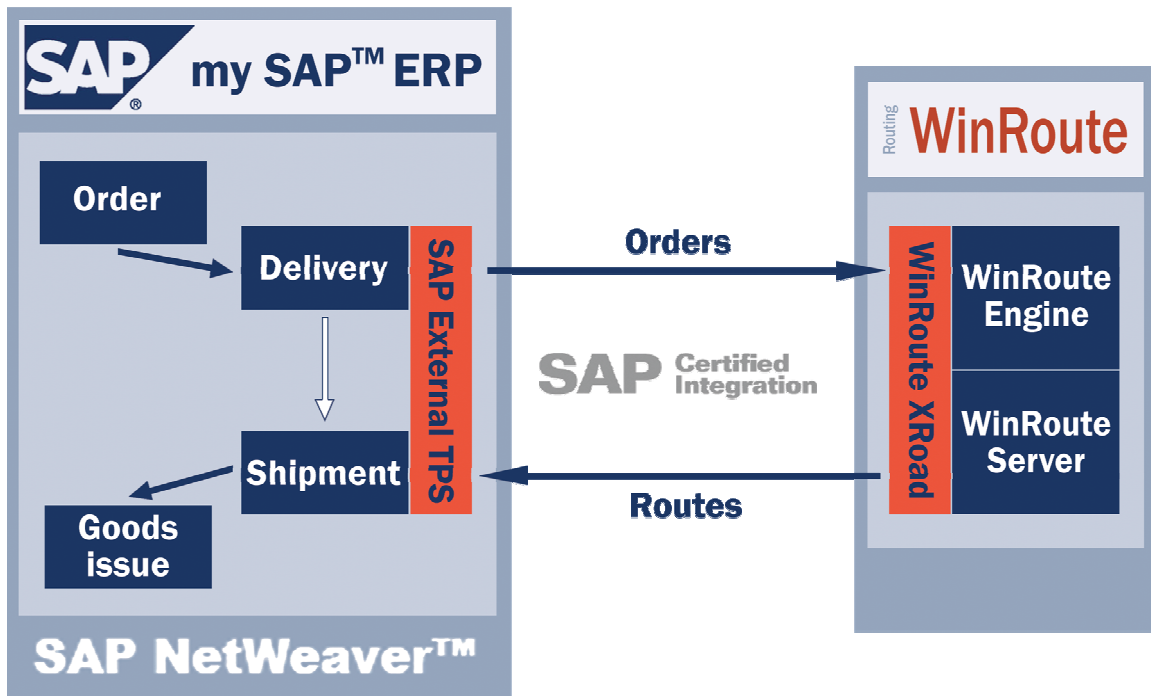 SAP®
my SAP™ ERP
Order
Delivery
SAP External TPS
Shipment
Goods
issue
SAP NetWeaver™
Orders
SAP Certified
Integration
Routes
Routing
WinRoute
WinRoute XRoad
WinRoute
Engine
WinRoute
Server